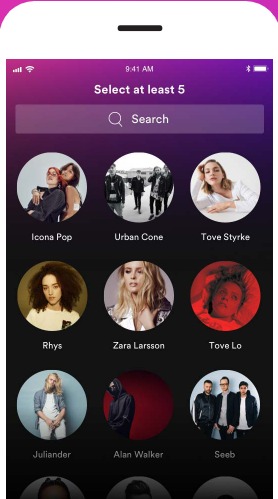 9:41 AM
Select at least 5
Search
Icona Pop
Urban Cone
Tove Styrke
Rhys
Zara Larsson
Tove Lo
Juliander
Alan Walker
Seeb